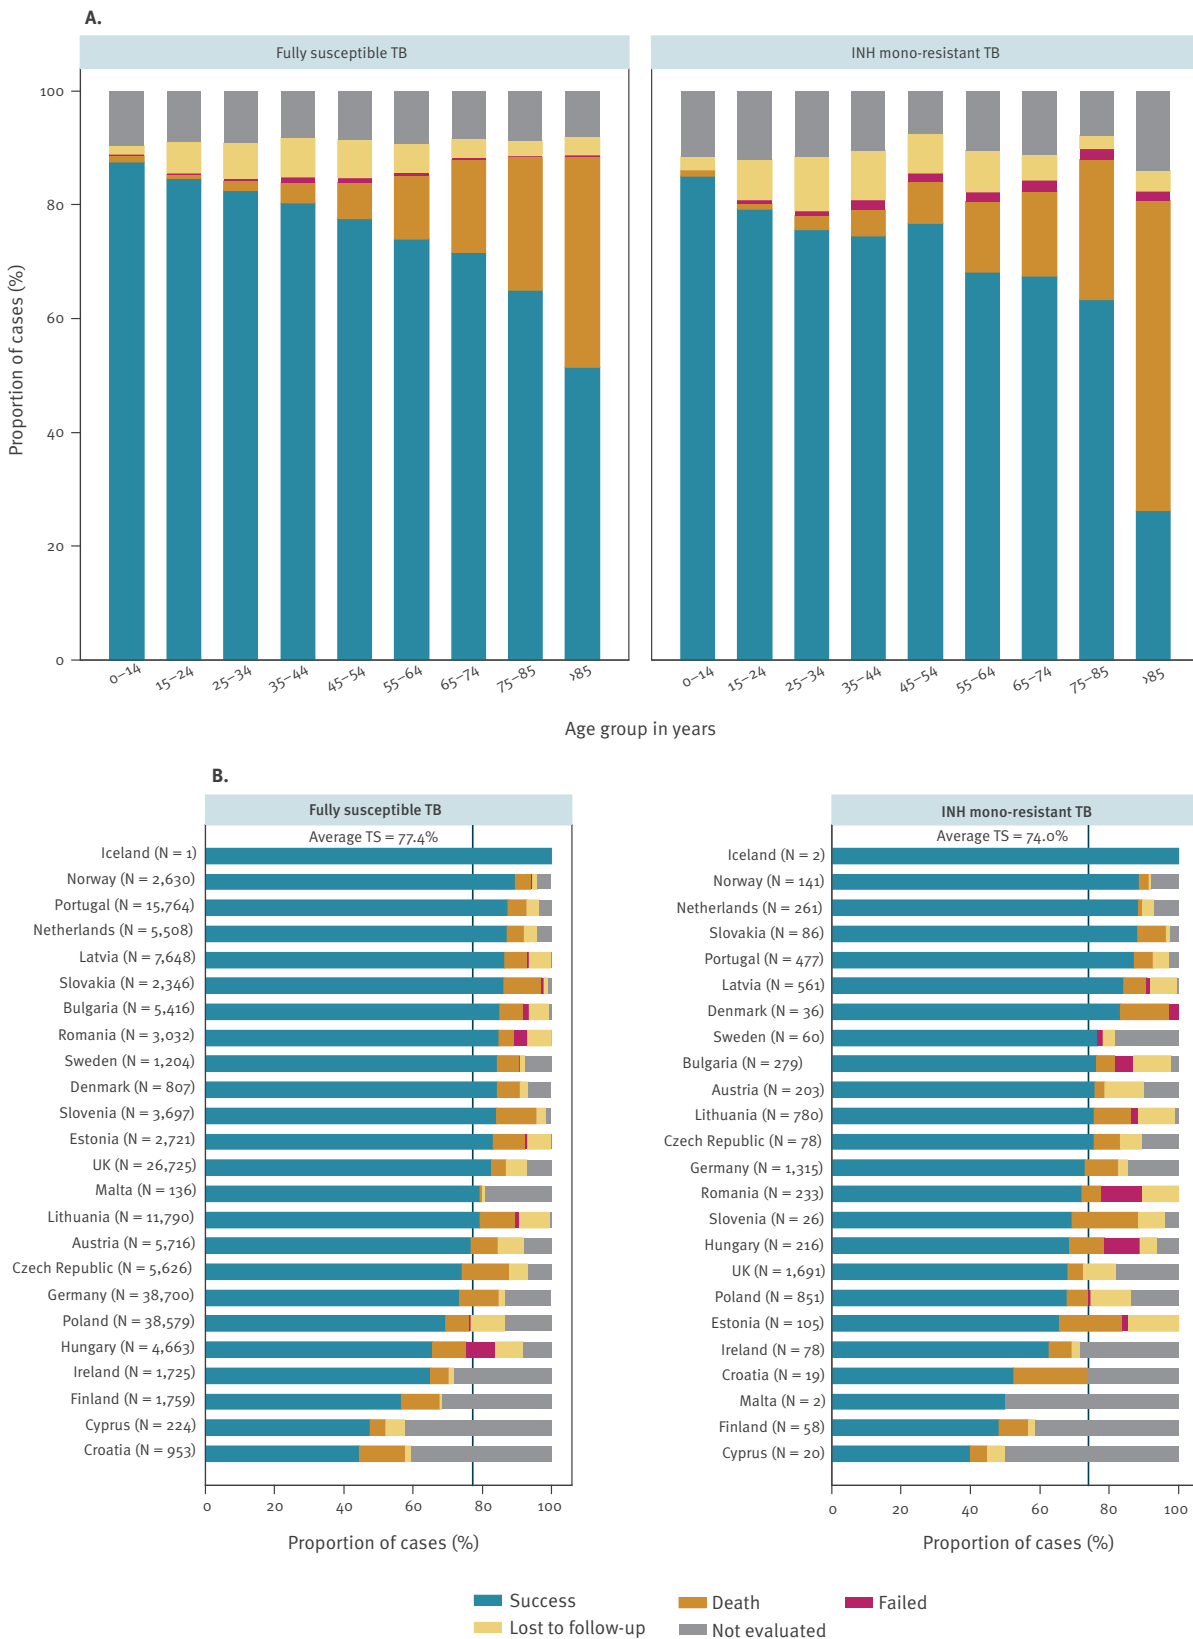 A.
Fully susceptible TB
INH mono-resistant TB
Proportion of cases (%)
100
80
60
40
20
0
0–14
15–24
25–34
35–44
45–54
55–64
65–74
75–85
>85
0–14
15–24
25–34
35–44
45–54
55–64
65–74
75–85
>85
Age group in years
B.
Fully susceptible TB
Average TS = 77.4%
Iceland (N = 1)
Norway (N = 2,630)
Portugal (N = 15,764)
Netherlands (N = 5,508)
Latvia (N = 7,648)
Slovakia (N = 2,346)
Bulgaria (N = 5,416)
Romania (N = 3,032)
Sweden (N = 1,204)
Denmark (N = 807)
Slovenia (N = 3,697)
Estonia (N = 2,721)
UK (N = 26,725)
Malta (N = 136)
Lithuania (N = 11,790)
Austria (N = 5,716)
Czech Republic (N = 5,626)
Germany (N = 38,700)
Poland (N = 38,579)
Hungary (N = 4,663)
Ireland (N = 1,725)
Finland (N = 1,759)
Cyprus (N = 224)
Croatia (N = 953)
0 20 40 60 80 100
Proportion of cases (%)
INH mono-resistant TB
Average TS = 74.0%
Iceland (N = 2)
Norway (N = 141)
Netherlands (N = 261)
Slovakia (N = 86)
Portugal (N = 477)
Latvia (N = 561)
Denmark (N = 36)
Sweden (N = 60)
Bulgaria (N = 279)
Austria (N = 203)
Lithuania (N = 780)
Czech Republic (N = 78)
Germany (N = 1,315)
Romania (N = 233)
Slovenia (N = 26)
Hungary (N = 216)
UK (N = 1,691)
Poland (N = 851)
Estonia (N = 105)
Ireland (N = 78)
Croatia (N = 19)
Malta (N = 2)
Finland (N = 58)
Cyprus (N = 20)
0 20 40 60 80 100
Proportion of cases (%)
Success
Death
Failed
Lost to follow-up
Not evaluated